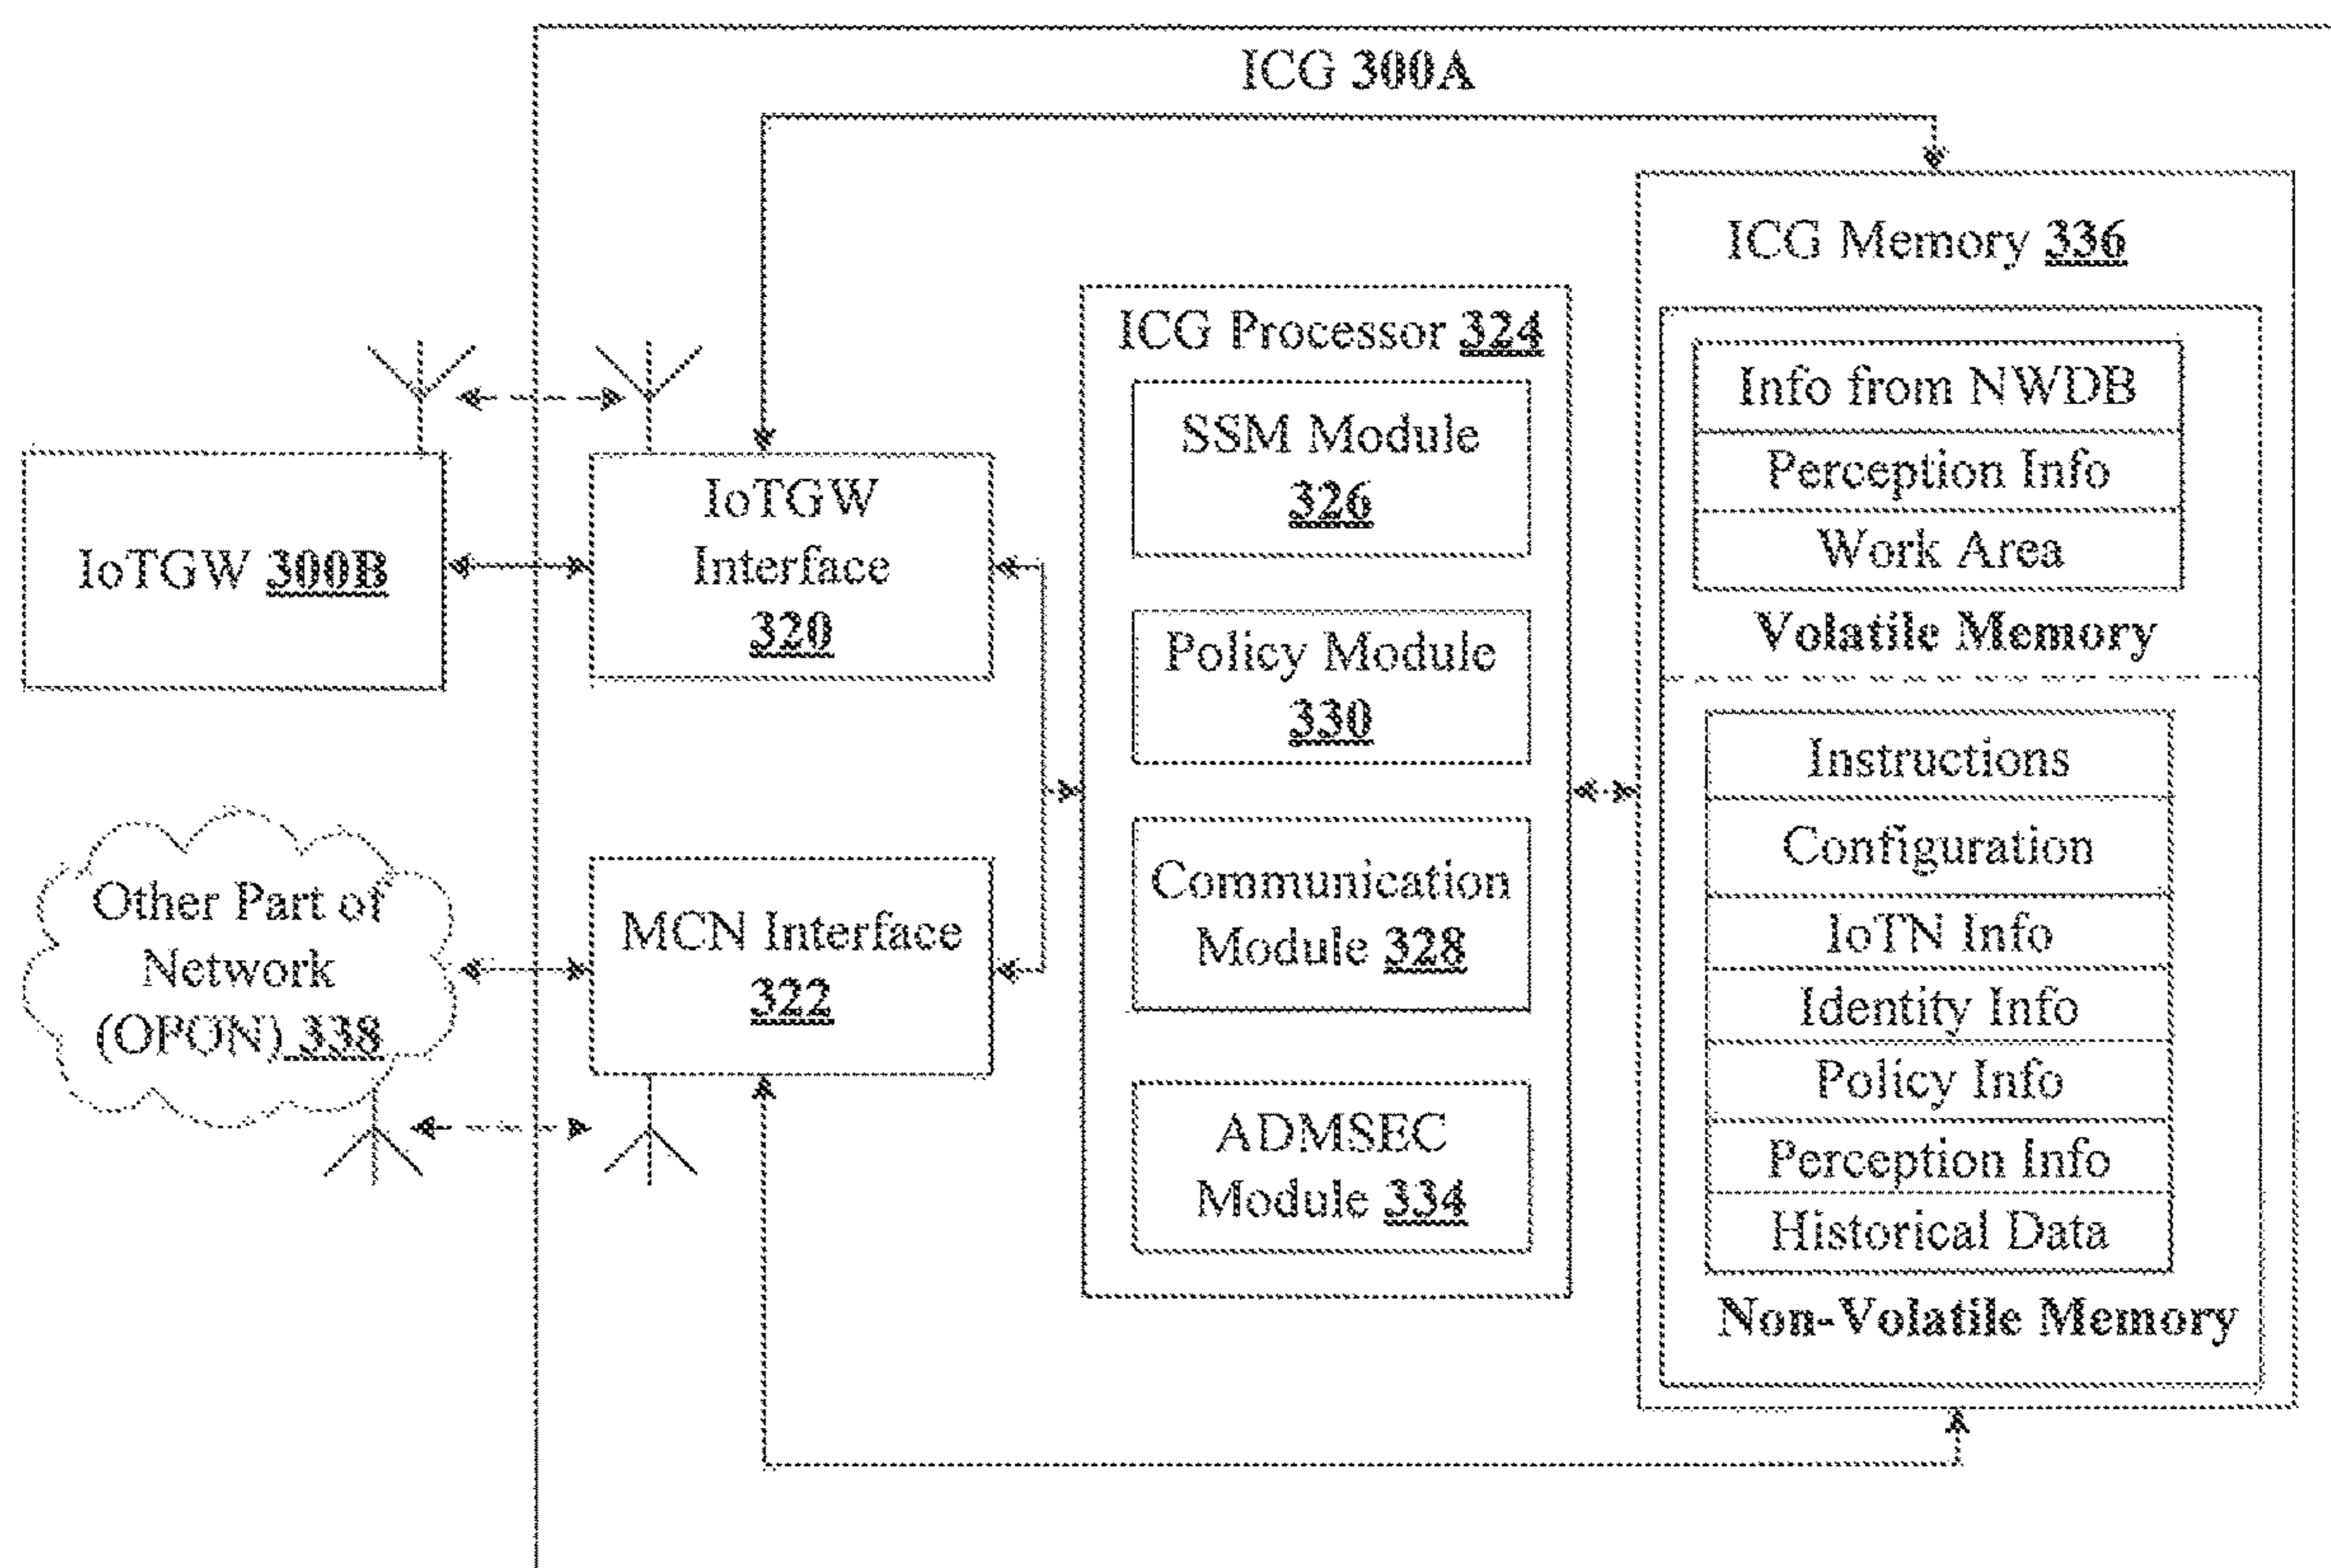 ICG 300A
IoTGW 300B
Other Part of
Network
(OPON) 338
IoTGW
Interface
320
MCN Interface
322
ICG Processor 324
SSM Module
326
Policy Module
330
Communication
Module 328
ADMSEC
Module 334
ICG Memory 336
Info from NWDB
Perception Info
Work Area
Volatile Memory
Instructions
Configuration
IoTN Info
Identity Info
Policy Info
Perception Info
Historical Data
Non-Volatile Memory